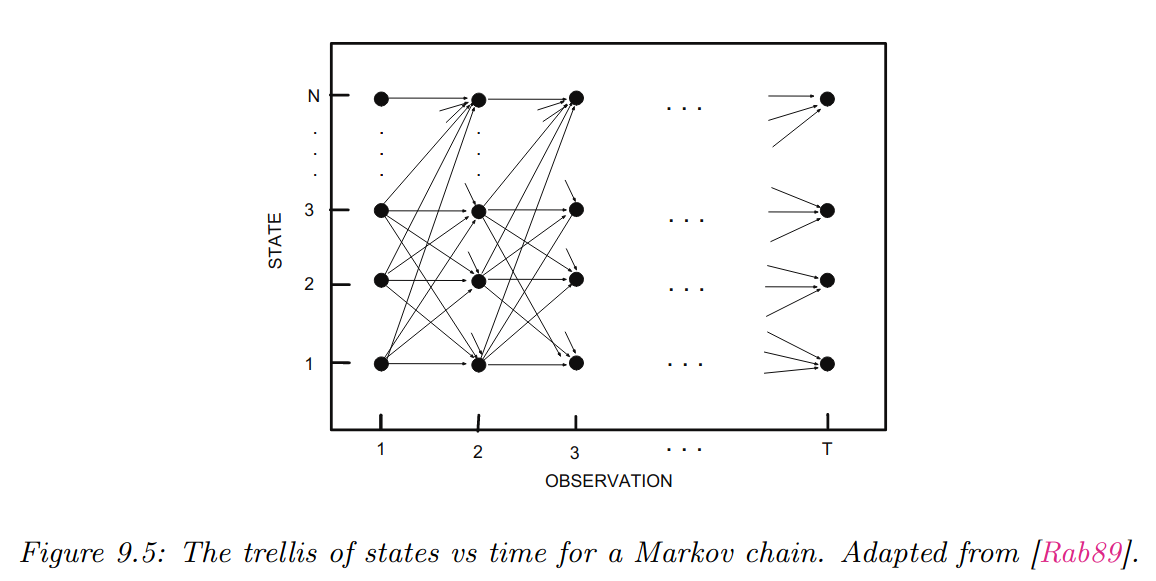 N
3
2
1
STATE
. . .
. . .
. . .
. . .
1 2 3 . . . T
OBSERVATION
Figure 9.5: The trellis of states vs time for a Markov chain. Adapted from [Rab89].